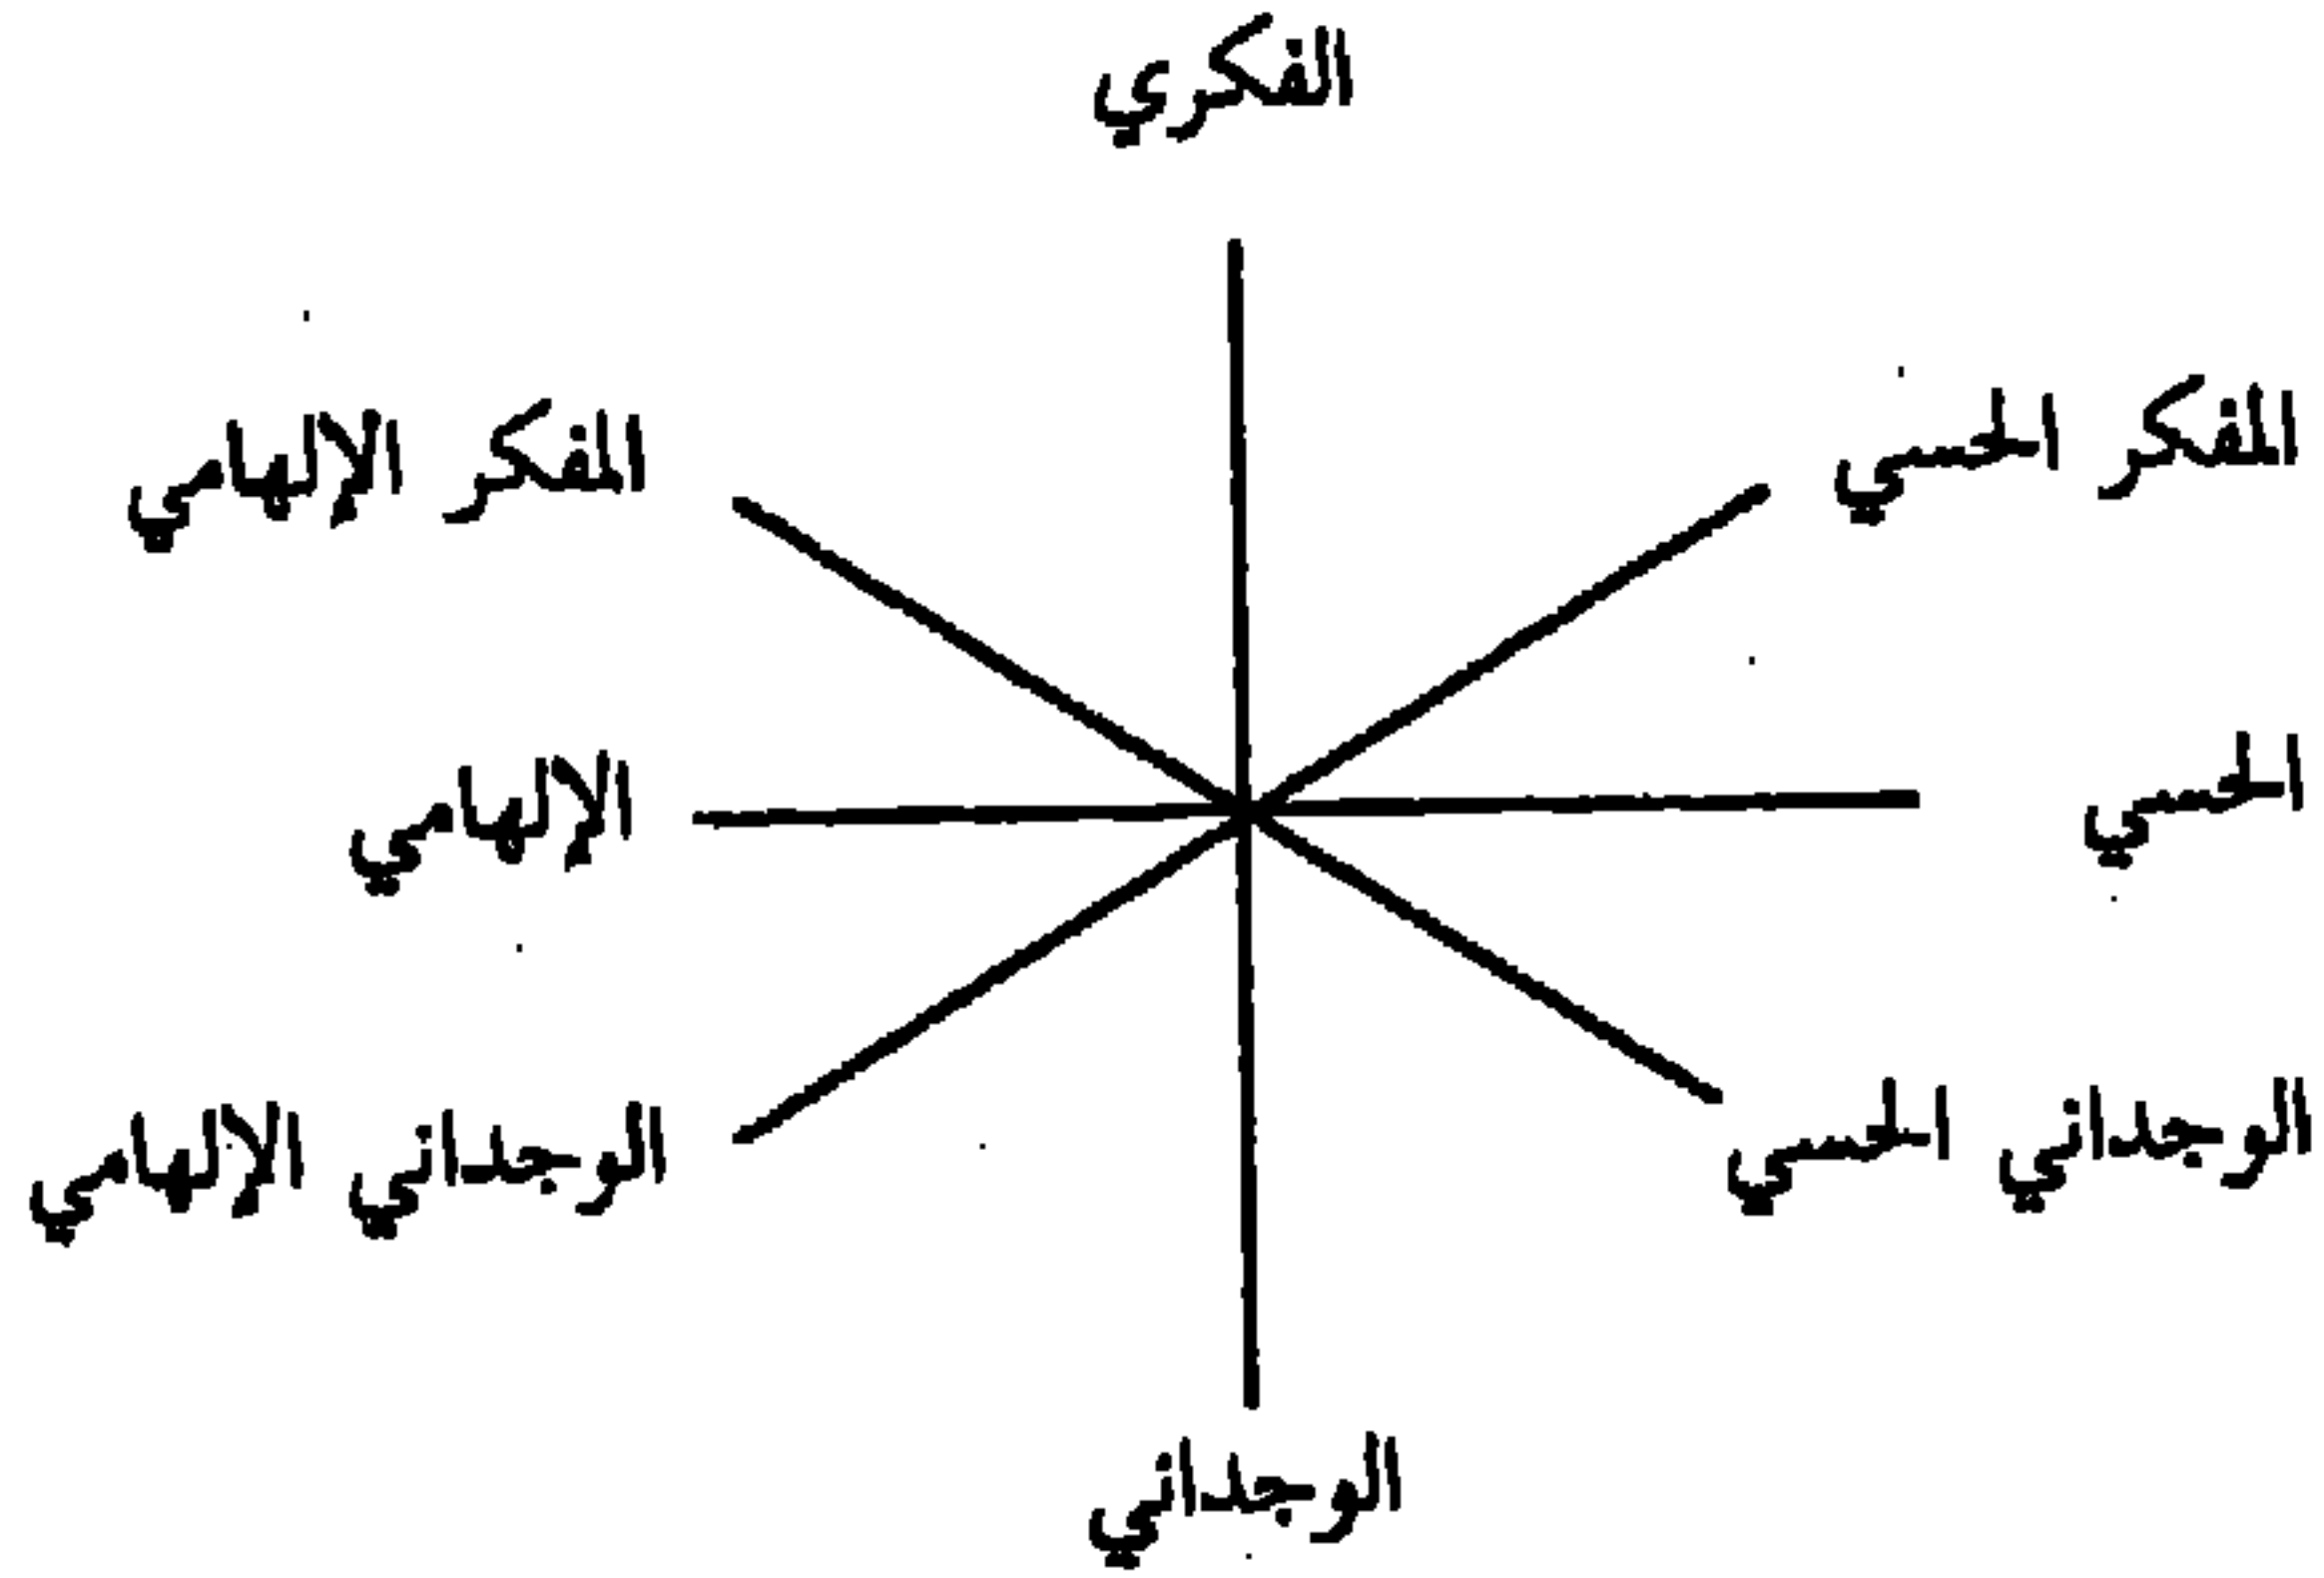 الفكري
المفكر الحسي
المفكر الإلهامي
الحسي
الإلهامي
الوجداني الحسي
الوجداني الإلهامي
الوجداني